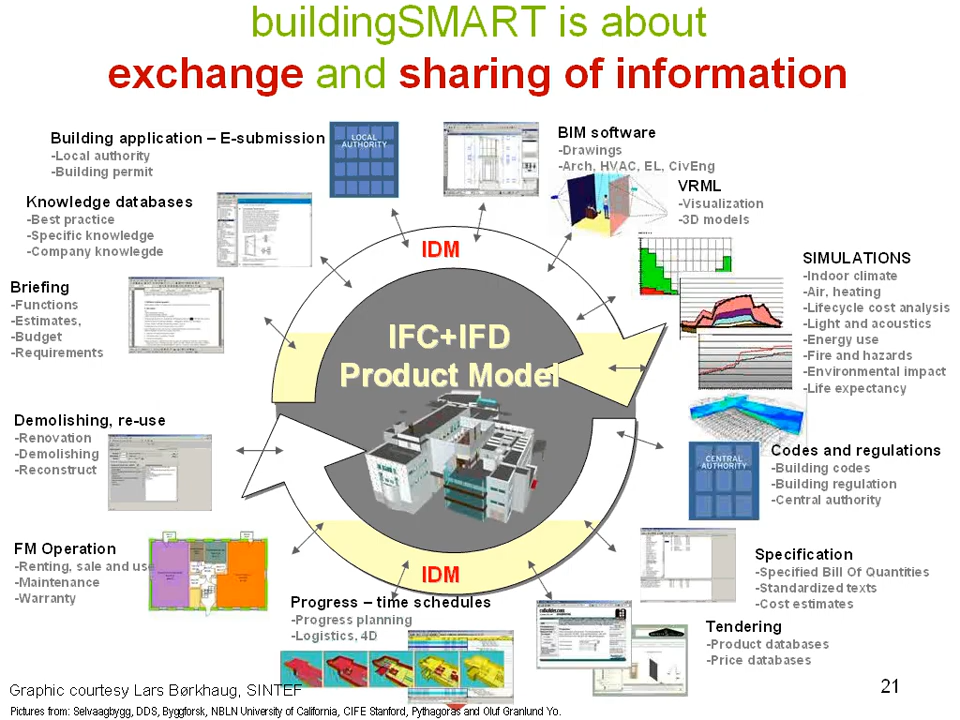 buildingSMART is about
exchange and sharing of information
Building application – E-submission
-Local authority
-Building permit
LOCAL
AUTHORITY
BIM software
-Drawings
-Arch, HVAC, EL, CivEng
VRML
-Visualization
-3D models
Knowledge databases
-Best practice
-Specific knowledge
-Company knowlegde
IDM
SIMULATIONS
-Indoor climate
-Air, heating
-Lifecycle cost analysis
-Light and acoustics
-Energy use
-Fire and hazards
-Environmental impact
-Life expectancy
Briefing
-Functions
-Estimates,
-Budget
-Requirements
IFC+IFD
Product Model
Demolishing, re-use
-Renovation
-Demolishing
-Reconstruct
Codes and regulations
-Building codes
-Building regulation
-Central authority
CENTRAL
AUTHORITY
FM Operation
-Renting, sale and use
-Maintenance
-Warranty
IDM
Specification
-Specified Bill Of Quantities
-Standardized texts
-Cost estimates
Progress – time schedules
-Progress planning
-Logistics, 4D
Tendering
-Product databases
-Price databases
Graphic courtesy Lars Børkhaug, SINTEF
21
Pictures from: Selvaagbygg, DDS, Byggforsk, NBLN University of California, CIFE Stanford, Pythagoras and Oluf Granlund Yo.